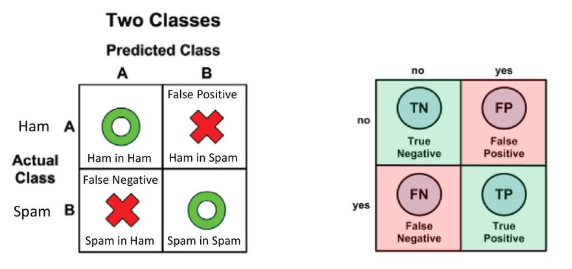 Two Classes
Predicted Class
A B
False Positive
Ham A
Ham in Ham Ham in Spam
Actual
Class
False Negative
Spam B
Spam in Ham Spam in Spam
no yes
no
TN FP
True
Negative
False
Positive
yes
FN TP
False
Negative
True
Positive